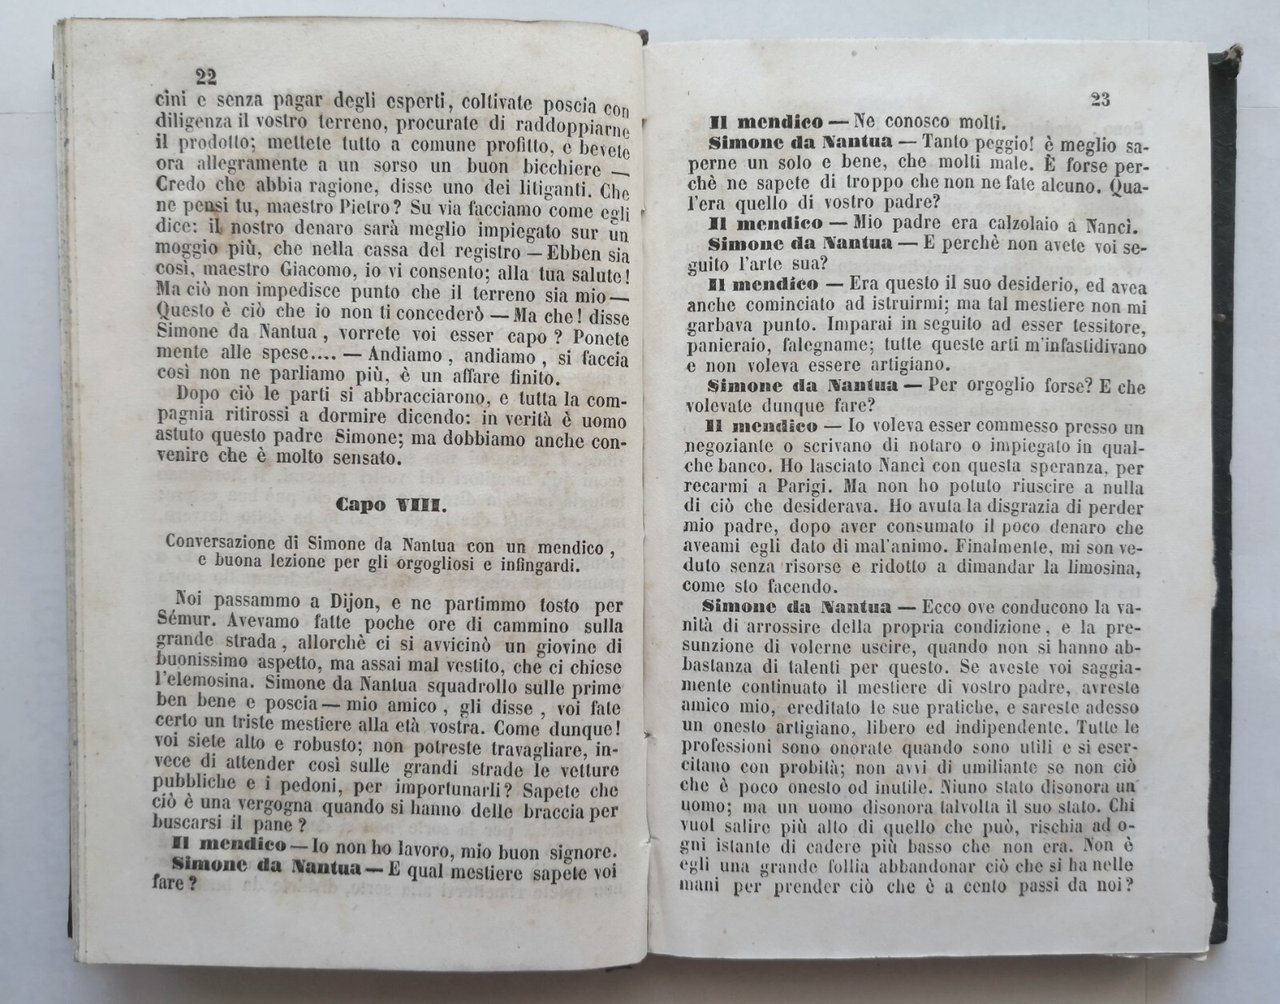 22
cini e senza pagar degli esperti, coltivate poscia con
diligenza il vostro terreno, procurate di raddoppiarne
il prodotto; mettete tutto a comune profitto, e bevete
ora allegramente a un sorso un buon bicchiere —
Credo che abbia ragione, disse uno dei litiganti. Che
ne pensi tu, maestro Pietro? Su via facciamo come egli
dice: il nostro denaro sarà meglio impiegato sur un
moggio più, che nella cassa del registro — Ebben sia
così, maestro Giacomo, io vi consento; alla tua salute!
Ma ciò non impedisce punto che il terreno sia mio —
Questo è ciò che io non ti concederò — Ma che! disse
Simone da Nantua, vorrete voi esser capo? Ponete
mente alle spese.... — Andiamo, andiamo, si faccia
così non ne parliamo più, è un affare finito.
Dopo ciò le parti si abbracciarono, e tutta la com-
pagnia ritirossi a dormire dicendo: in verità è uomo
astuto questo padre Simone; ma dobbiamo anche con-
venire che è molto sensato.
Capo VIII.
Conversazione di Simone da Nantua con un mendico,
e buona lezione per gli orgogliosi e infingardi.
Noi passammo a Dijon, e ne partimmo tosto per
Sémur. Avevamo fatte poche ore di cammino sulla
grande strada, allorchè ci si avvicinò un giovine di
buonissimo aspetto, ma assai mal vestito, che ci chiese
l'elemosina. Simone da Nantua squadrollo sulle prime
ben bene e poscia — mio amico, gli disse, voi fate
certo un triste mestiere alla età vostra. Come dunque!
voi siete alto e robusto; non potreste travagliare, in-
vece di attender così sulle grandi strade le vetture
pubbliche e i pedoni, per importunarli? Sapete che
ciò è una vergogna quando si hanno delle braccia per
buscarsi il pane?
Il mendico — Io non ho lavoro, mio buon signore.
Simone da Nantua — E qual mestiere sapete voi
fare?
23
Il mendico — Ne conosco molti.
Simone da Nantua — Tanto peggio! è meglio sa-
perne un solo e bene, che molti male. È forse per-
chè ne sapete di troppo che non ne fate alcuno. Qua-
l'era quello di vostro padre?
Il mendico — Mio padre era calzolaio a Nancì.
Simone da Nantua — E perchè non avete voi se-
guito l'arte sua?
Il mendico — Era questo il suo desiderio, ed avea
anche cominciato ad istruirmi; ma tal mestiere non mi
garbava punto. Imparai in seguito ad esser tessitore,
panieraio, falegname; tutte queste arti m'infastidivano
e non voleva essere artigiano.
Simone da Nantua — Per orgoglio forse? E che
volevate dunque fare?
Il mendico — Io voleva esser commesso presso un
negoziante o scrivano di notaro o impiegato in qual-
che banco. Ho lasciato Nancì con questa speranza, per
recarmi a Parigi. Ma non ho potuto riuscire a nulla
di ciò che desiderava. Ho avuta la disgrazia di perder
mio padre, dopo aver consumato il poco denaro che
aveami egli dato di mal'animo. Finalmente, mi son ve-
duto senza risorse e ridotto a dimandar la limosina,
come sto facendo.
Simone da Nantua — Ecco ove conducono la va-
nità di arrossire della propria condizione, e la pre-
sunzione di volerne uscire, quando non si hanno ab-
bastanza di talenti per questo. Se aveste voi saggia-
mente continuato il mestiere di vostro padre, avreste
amico mio, ereditato le sue pratiche, e sareste adesso
un onesto artigiano, libero ed indipendente. Tutte le
professioni sono onorate quando sono utili e si eser-
citano con probità; non avvi di umiliante se non ciò
che è poco onesto od inutile. Niuno stato disonora un
uomo; ma un uomo disonora talvolta il suo stato. Chi
vuol salire più alto di quello che può, rischia ad o-
gni istante di cadere più basso che non era. Non è
egli una grande follia abbandonar ciò che si ha nelle
mani per prender ciò che è a cento passi da noi?